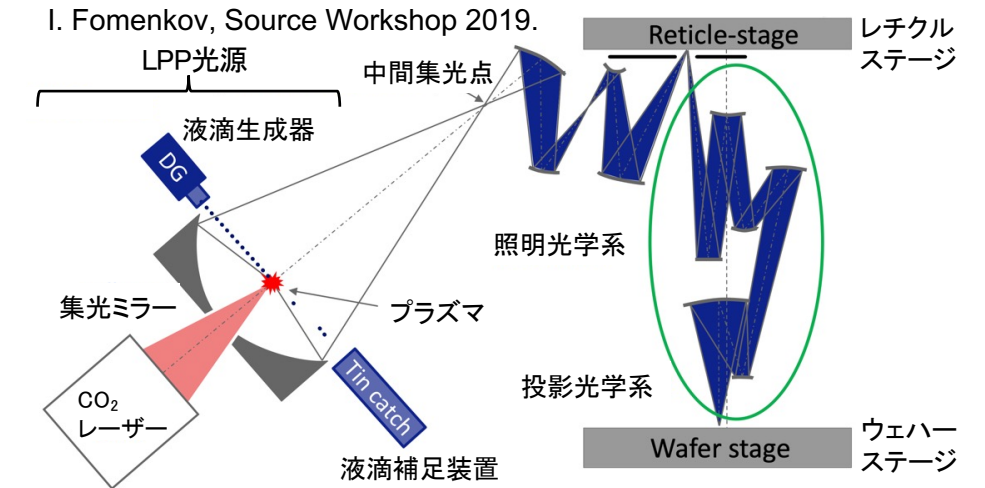 I. Fomenkov, Source Workshop 2019.
LPP光源
中間集光点
Reticle-stage
レチクル
ステージ
液滴生成器
DG
照明光学系
集光ミラー
プラズマ
投影光学系
CO₂
レーザー
Tin catch
液滴補足装置
Wafer stage
ウェハー
ステージ